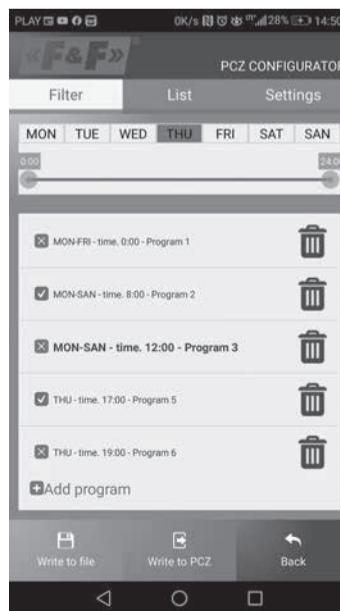 PLAY 0K/s 28% 14:50
«F&F»
PCZ CONFIGURATOR
Filter List Settings
MON TUE WED THU FRI SAT SAN
0:00 24:0
MON-FRI - time. 0:00 - Program 1
MON-SAN - time. 8:00 - Program 2
MON-SAN - time. 12:00 - Program 3
THU - time. 17:00 - Program 5
THU - time. 19:00 - Program 6
Add program
Write to file Write to PCZ Back